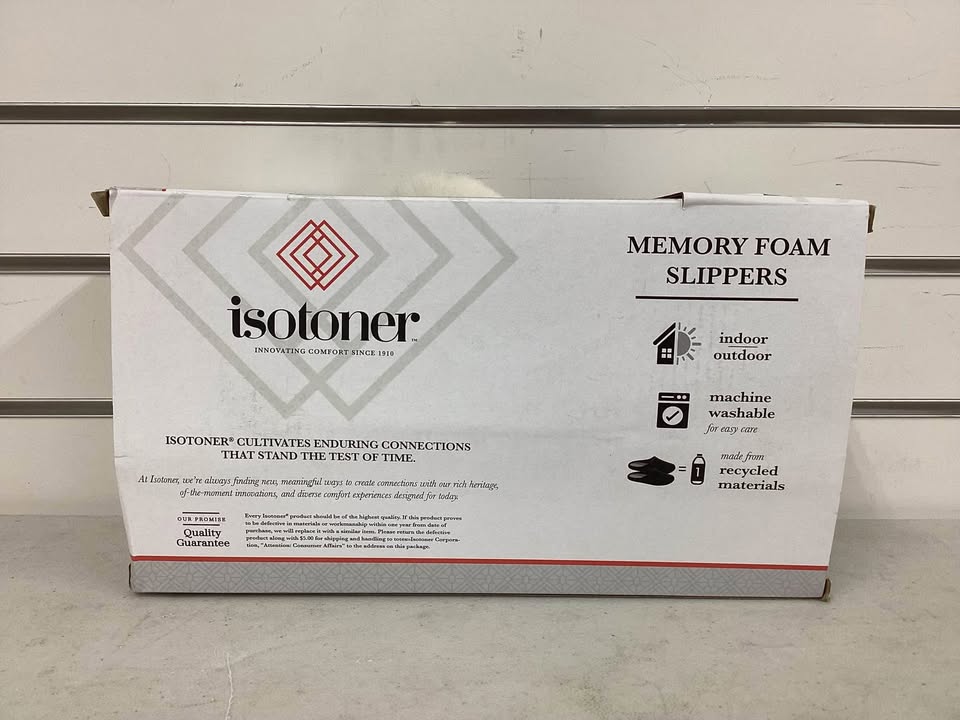 isotoner™
INNOVATING COMFORT SINCE 1910
ISOTONER® CULTIVATES ENDURING CONNECTIONS
THAT STAND THE TEST OF TIME.
At Isotoner, we're always finding new, meaningful ways to create connections with our rich heritage,
of-the-moment innovations, and diverse comfort experiences designed for today.
OUR PROMISE
Quality
Guarantee
Every Isotoner® product should be of the highest quality. If this product proves
to be defective in materials or workmanship within one year from date of
purchase, we will replace it with a similar item. Please return the defective
product along with $5.00 for shipping and handling to totes»Isotoner Corpora-
tion, "Attention: Consumer Affairs" to the address on this package.
MEMORY FOAM
SLIPPERS
indoor
outdoor
machine
washable
for easy care
made from
recycled
materials
= 1